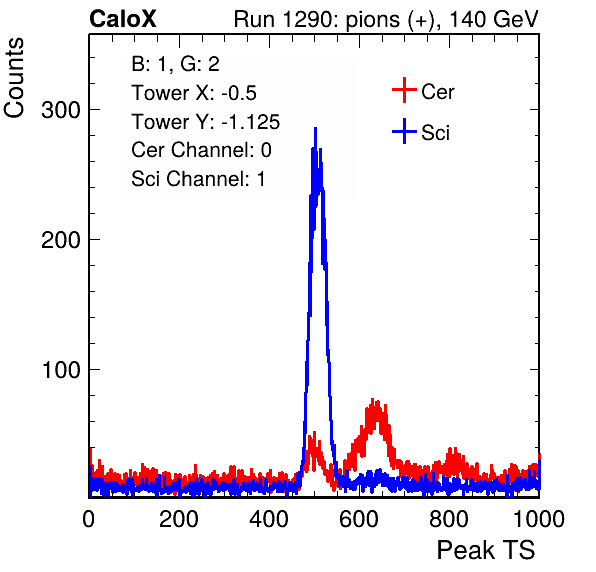 CaloX Run 1290: pions (+), 140 GeV
Counts
B: 1, G: 2
Tower X: -0.5
Tower Y: -1.125
Cer Channel: 0
Sci Channel: 1
Cer
Sci
300
200
100
0 200 400 600 800 1000
Peak TS